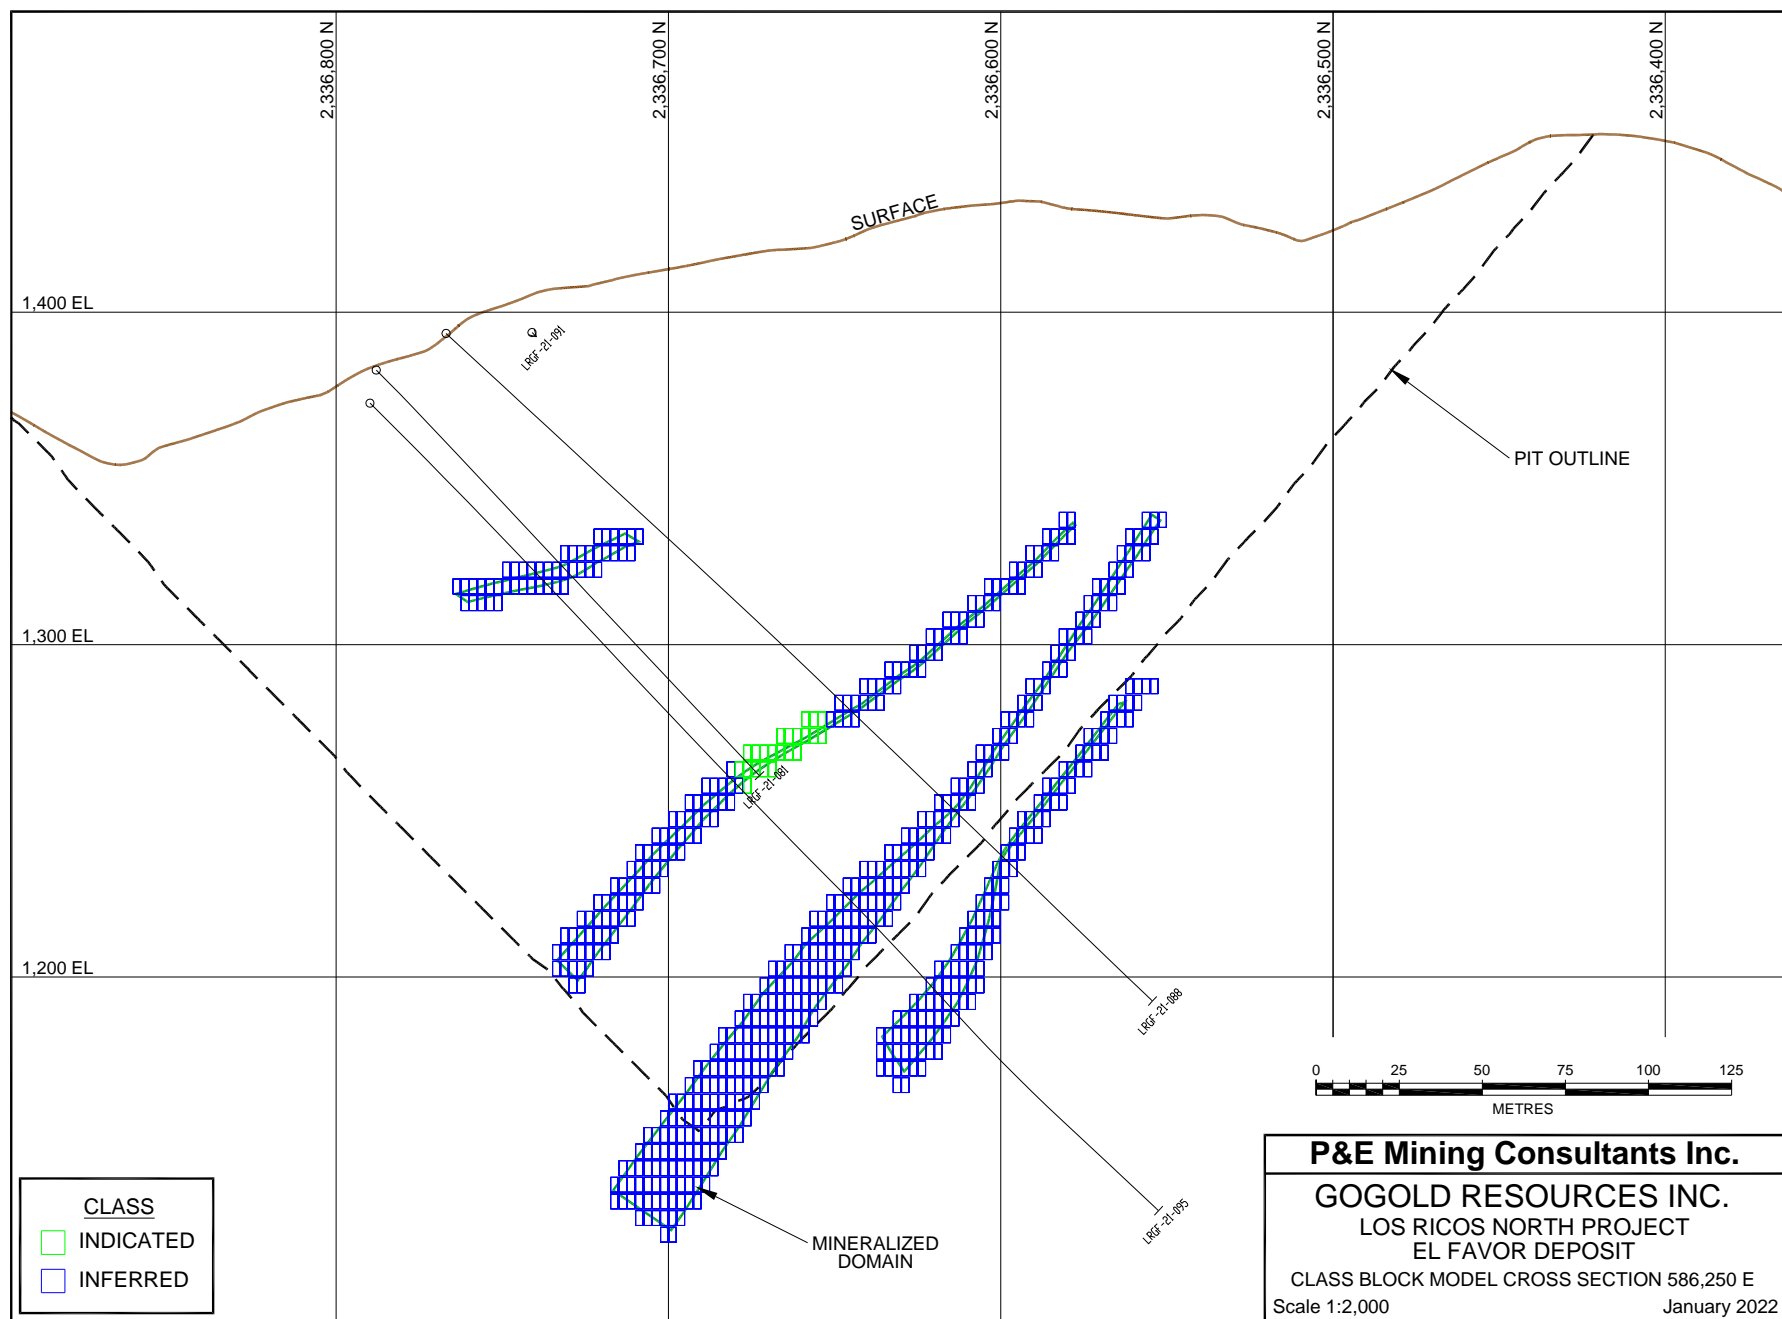 2,336,800 N
2,336,700 N
2,336,600 N
2,336,500 N
2,336,400 N
SURFACE
1,400 EL
LRGF-21-091
PIT OUTLINE
1,300 EL
LRGF-21-081
1,200 EL
LRGF-21-088
0 25 50 75 100 125
METRES
LRGF-21-095
MINERALIZED
DOMAIN
CLASS
INDICATED
INFERRED
P&E Mining Consultants Inc.
GOGOLD RESOURCES INC.
LOS RICOS NORTH PROJECT
EL FAVOR DEPOSIT
CLASS BLOCK MODEL CROSS SECTION 586,250 E
Scale 1:2,000 January 2022